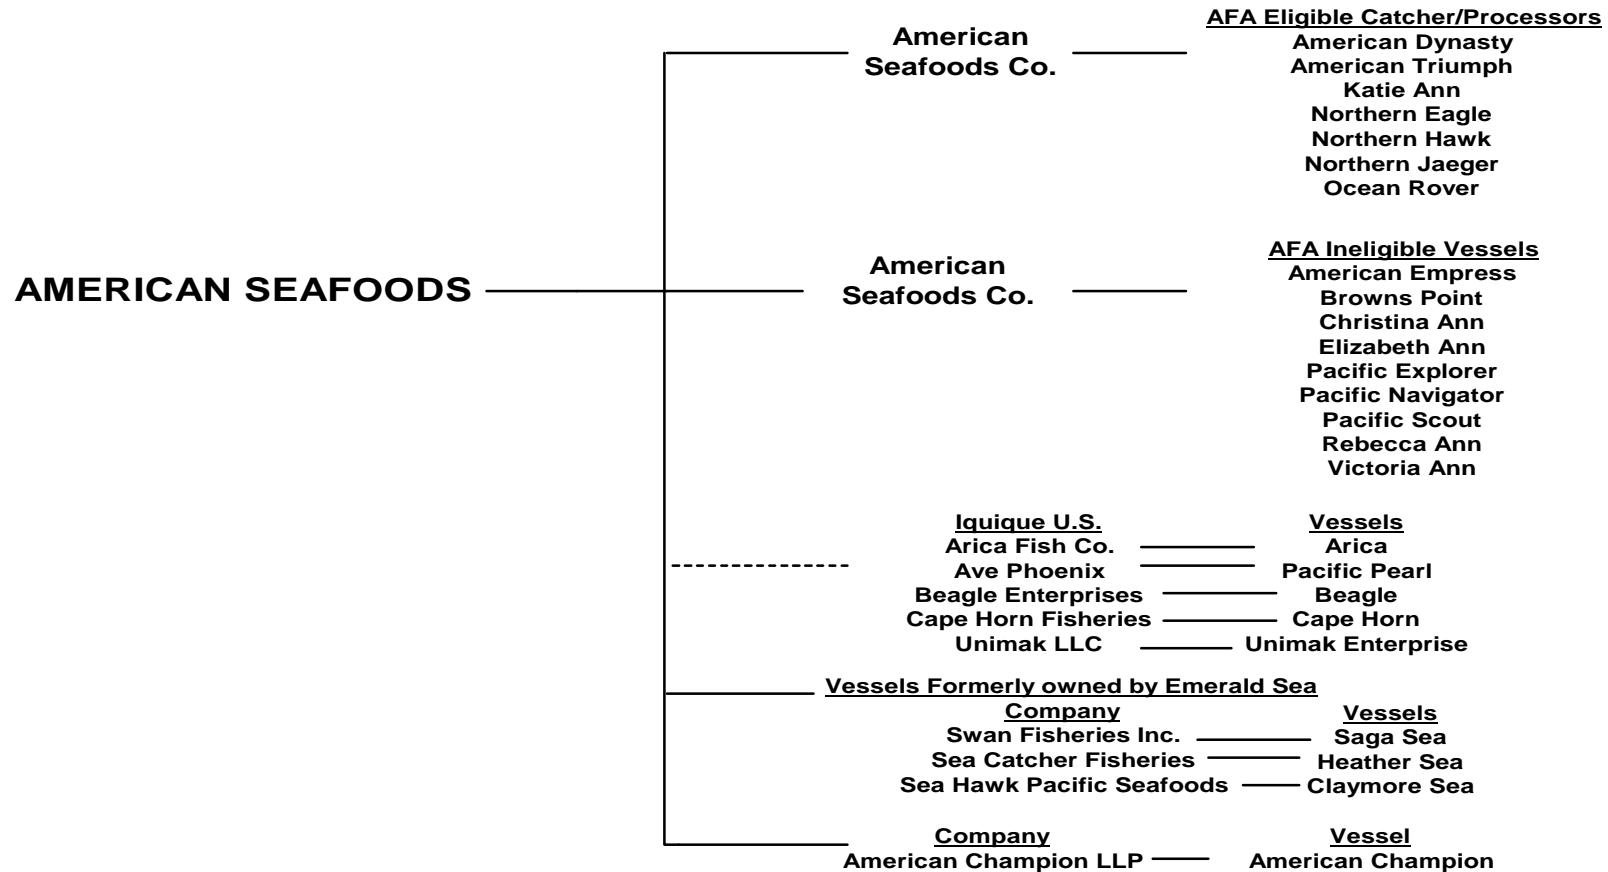 AFA Eligible Catcher/Processors
American
Seafoods Co.
American Dynasty
American Triumph
Katie Ann
Northern Eagle
Northern Hawk
Northern Jaeger
Ocean Rover
AMERICAN SEAFOODS
American
Seafoods Co.
AFA Ineligible Vessels
American Empress
Browns Point
Christina Ann
Elizabeth Ann
Pacific Explorer
Pacific Navigator
Pacific Scout
Rebecca Ann
Victoria Ann
Iquique U.S. Vessels
Arica Fish Co. Arica
Ave Phoenix Pacific Pearl
Beagle Enterprises Beagle
Cape Horn Fisheries Cape Horn
Unimak LLC Unimak Enterprise
Vessels Formerly owned by Emerald Sea
Company Vessels
Swan Fisheries Inc. Saga Sea
Sea Catcher Fisheries Heather Sea
Sea Hawk Pacific Seafoods Claymore Sea
Company Vessel
American Champion LLP American Champion